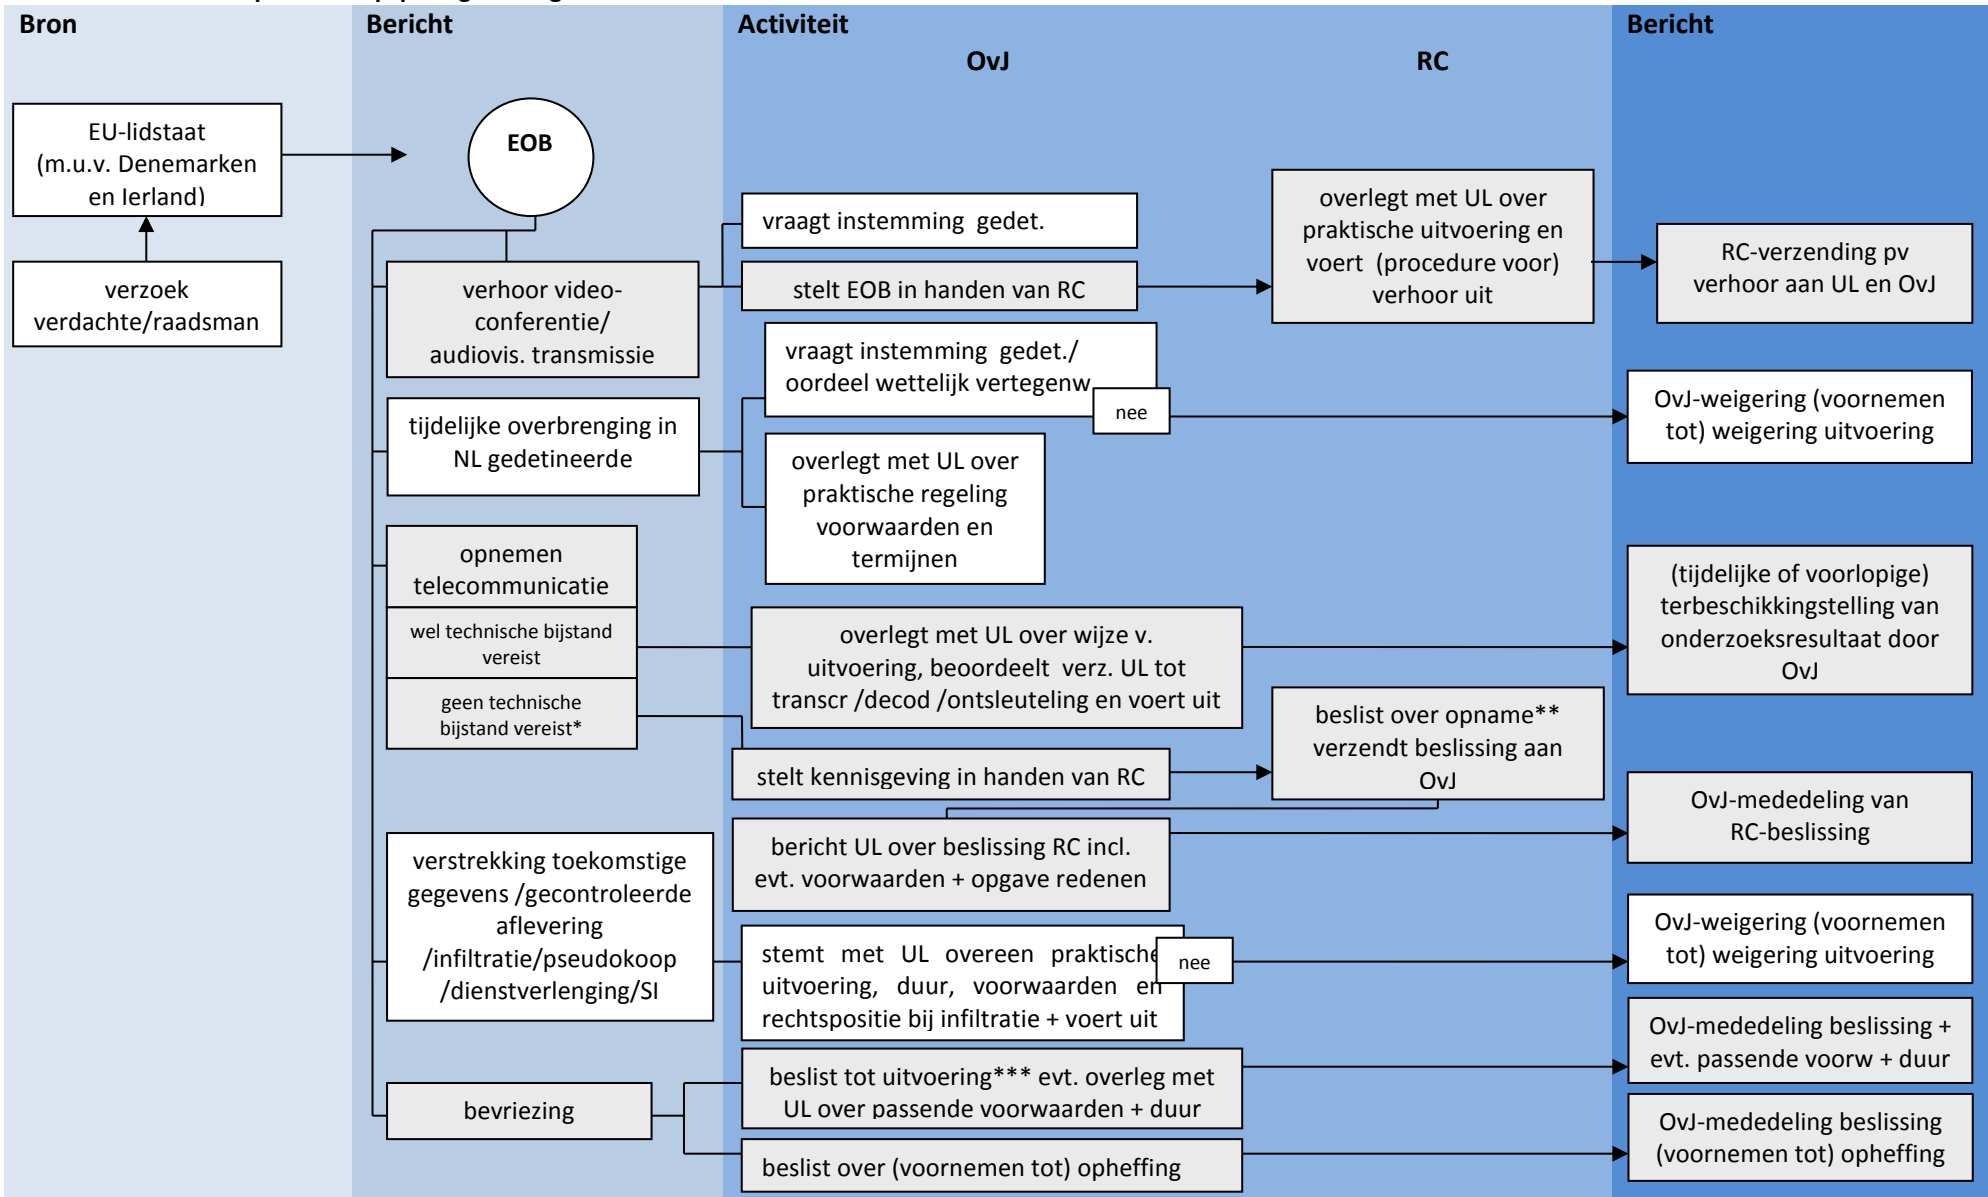 Bron
Bericht
Activiteit
Bericht
OvJ
RC
EU-lidstaat
(m.u.v. Denemarken
en Ierland)
verzoek
verdachte/raadsman
EOB
verhoor video-
conferentie/
audiovis. transmissie
vraagt instemming gedet.
stelt EOB in handen van RC
overlegt met UL over
praktische uitvoering en
voert (procedure voor)
verhoor uit
RC-verzending pv
verhoor aan UL en OvJ
tijdelijke overbrenging in
NL gedetineerde
vraagt instemming gedet./
oordeel wettelijk vertegenw
nee
OvJ-weigering (voornemen
tot) weigering uitvoering
overlegt met UL over
praktische regeling
voorwaarden en
termijnen
opnemen
telecommunicatie
wel technische bijstand
vereist
geen technische
bijstand vereist*
overlegt met UL over wijze v.
uitvoering, beoordeelt verz. UL tot
transcr /decod /ontsleuteling en voert uit
(tijdelijke of voorlopige)
terbeschikkingstelling van
onderzoeksresultaat door
OvJ
stelt kennisgeving in handen van RC
beslist over opname**
verzendt beslissing aan
OvJ
bericht UL over beslissing RC incl.
evt. voorwaarden + opgave redenen
OvJ-mededeling van
RC-beslissing
verstrekking toekomstige
gegevens /gecontroleerde
aflevering
/infiltratie/pseudokoop
/dienstverlenging/SI
stemt met UL overeen praktische
uitvoering, duur, voorwaarden en
rechtspositie bij infiltratie + voert uit
nee
OvJ-weigering (voornemen
tot) weigering uitvoering
bevriezing
beslist tot uitvoering*** evt. overleg met
UL over passende voorwaarden + duur
OvJ-mededeling beslissing +
evt. passende voorw + duur
beslist over (voornemen tot) opheffing
OvJ-mededeling beslissing
(voornemen tot) opheffing